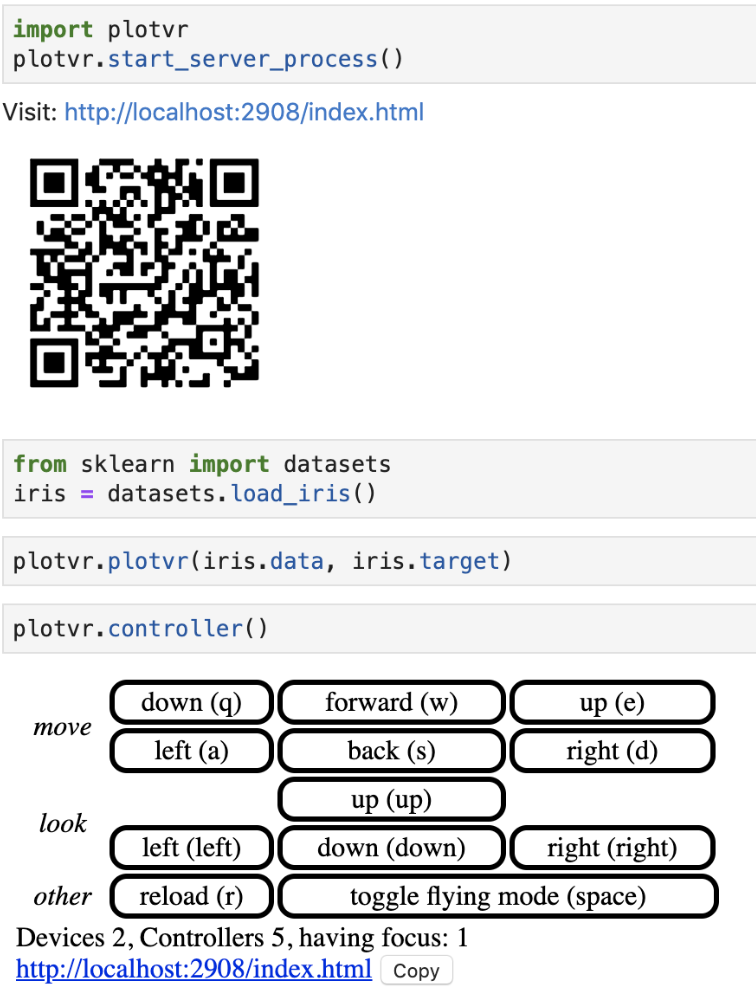 import plotvr
plotvr.start_server_process()
Visit: http://localhost:2908/index.html
from sklearn import datasets
iris = datasets.load_iris()
plotvr.plotvr(iris.data, iris.target)
plotvr.controller()
move
down (q) forward (w) up (e)
left (a) back (s) right (d)
look
up (up)
left (left) down (down) right (right)
other reload (r) toggle flying mode (space)
Devices 2, Controllers 5, having focus: 1
http://localhost:2908/index.html Copy